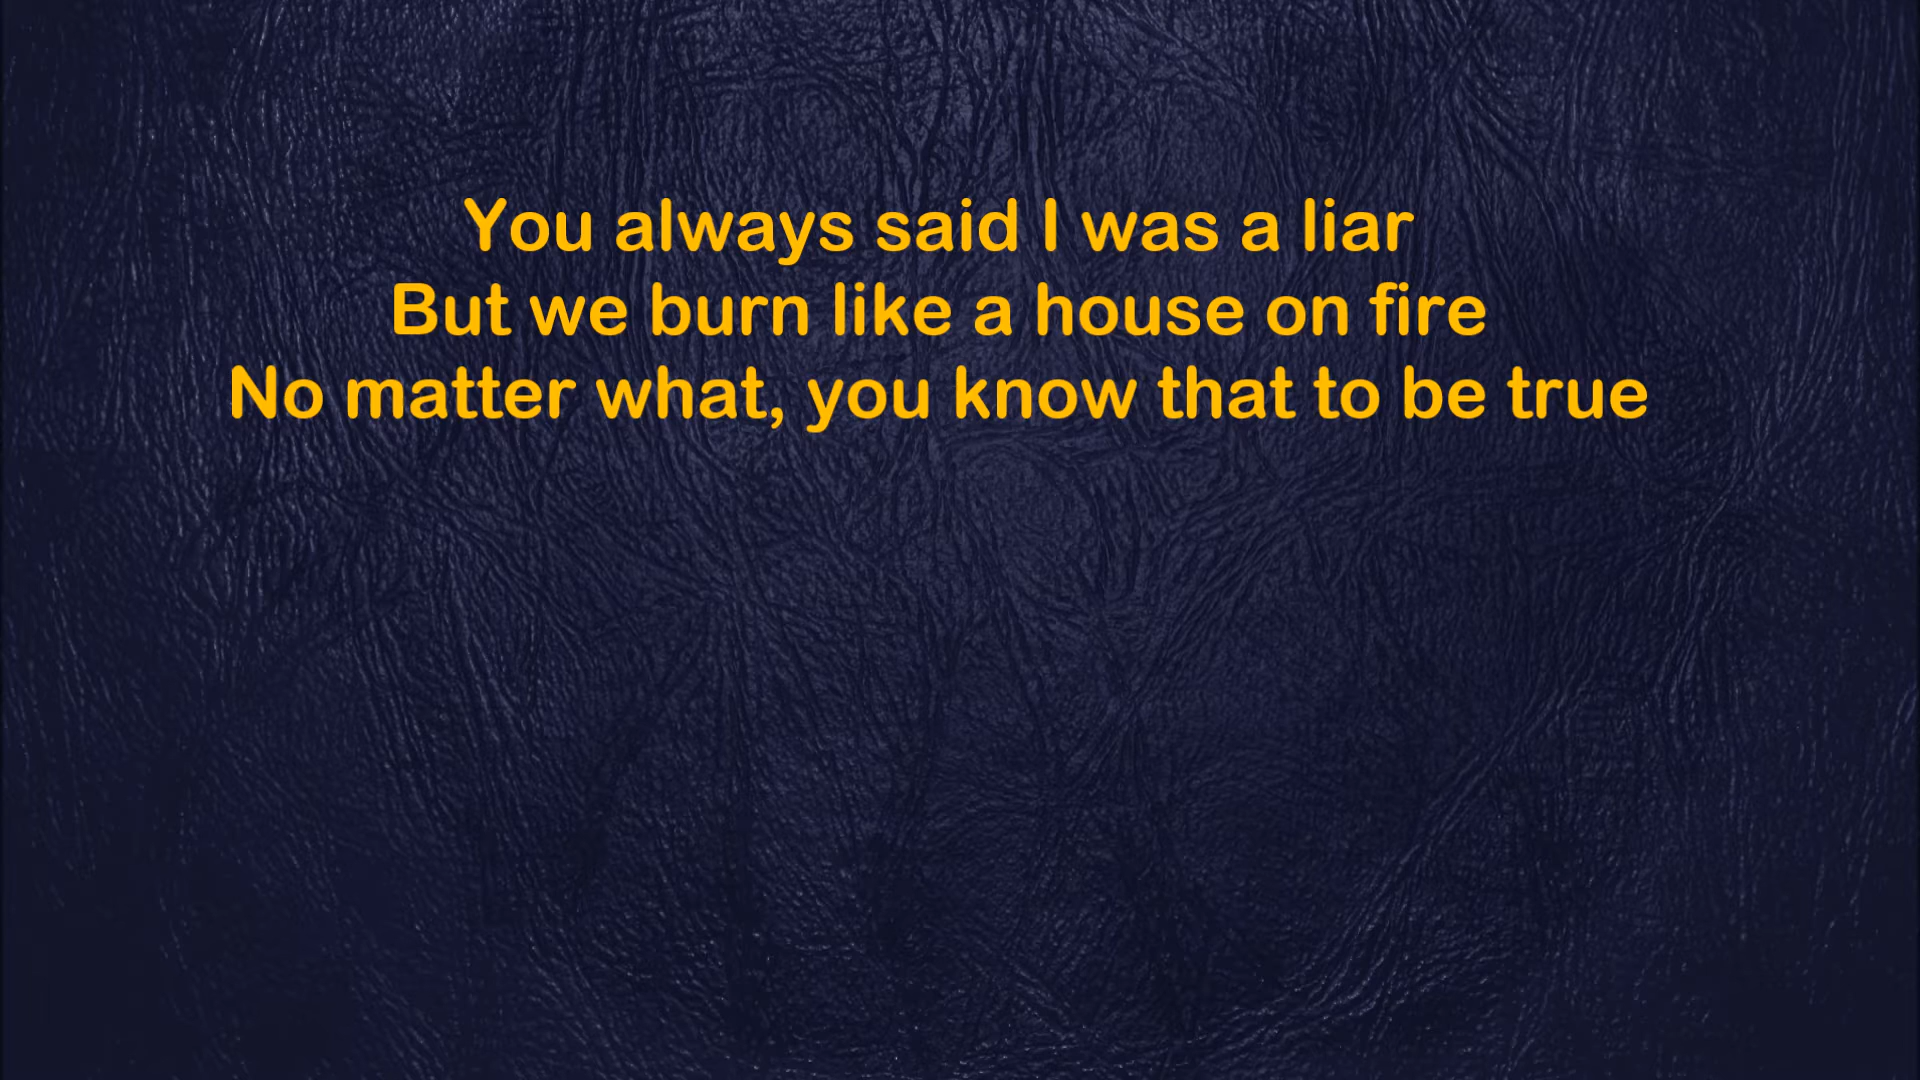 You always said I was a liar
But we burn like a house on fire
No matter what, you know that to be true